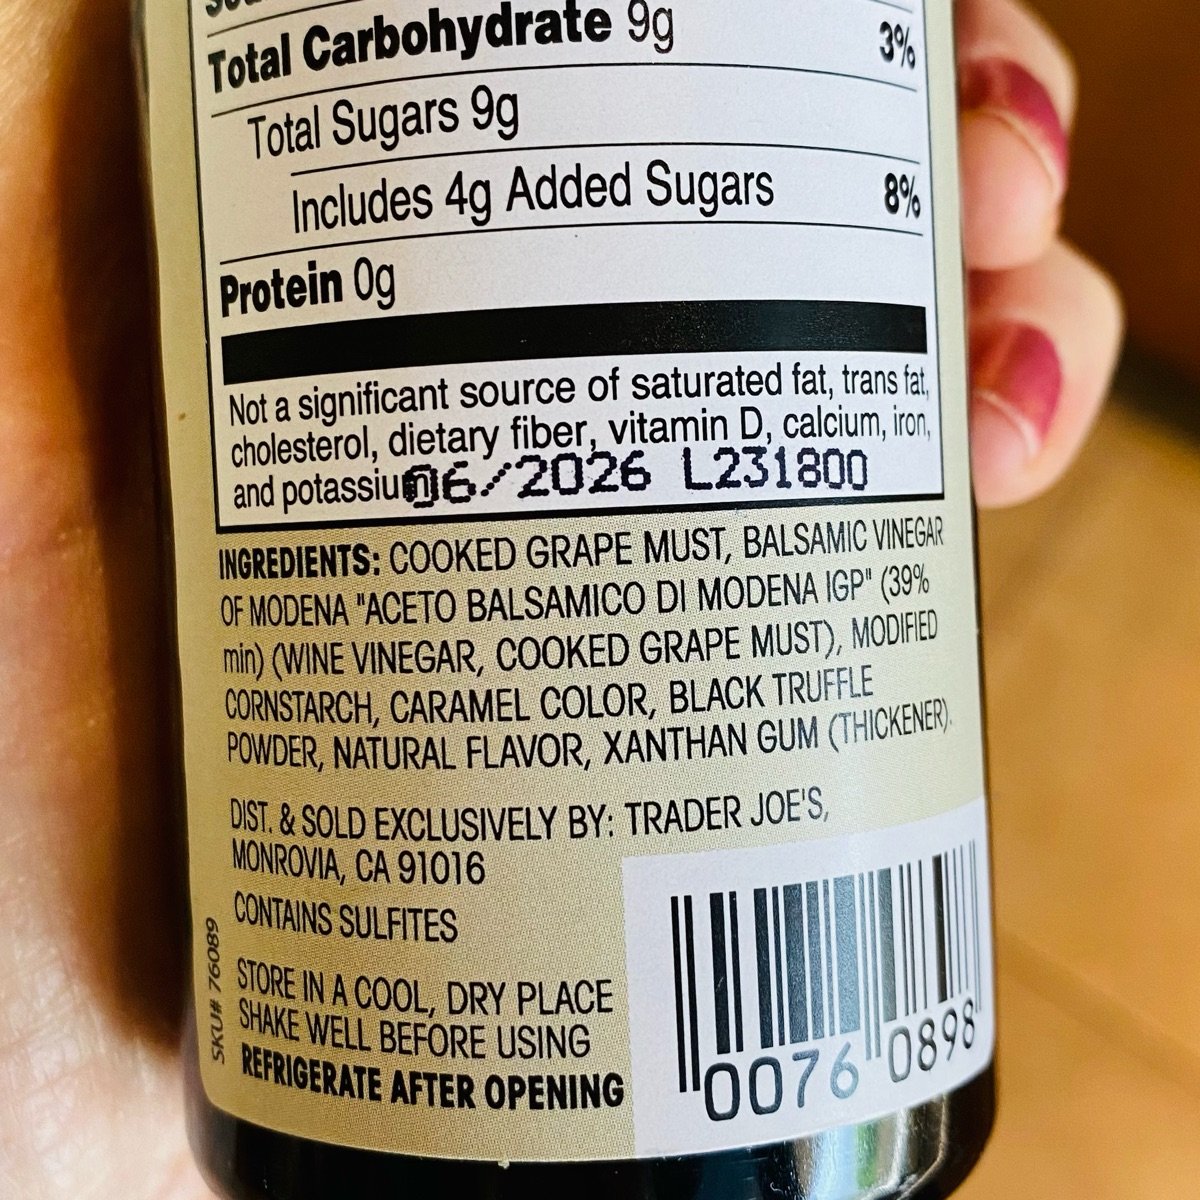 Total Carbohydrate 9g 3%
Total Sugars 9g
Includes 4g Added Sugars 8%
Protein 0g
Not a significant source of saturated fat, trans fat,
cholesterol, dietary fiber, vitamin D, calcium, iron,
and potassium 06/2026 L231800
INGREDIENTS: COOKED GRAPE MUST, BALSAMIC VINEGAR
OF MODENA "ACETO BALSAMICO DI MODENA IGP" (39%
min) (WINE VINEGAR, COOKED GRAPE MUST), MODIFIED
CORNSTARCH, CARAMEL COLOR, BLACK TRUFFLE
POWDER, NATURAL FLAVOR, XANTHAN GUM (THICKENER).
DIST. & SOLD EXCLUSIVELY BY: TRADER JOE'S,
MONROVIA, CA 91016
CONTAINS SULFITES
STORE IN A COOL, DRY PLACE
SHAKE WELL BEFORE USING
REFRIGERATE AFTER OPENING
SKU# 76089
0076 0898